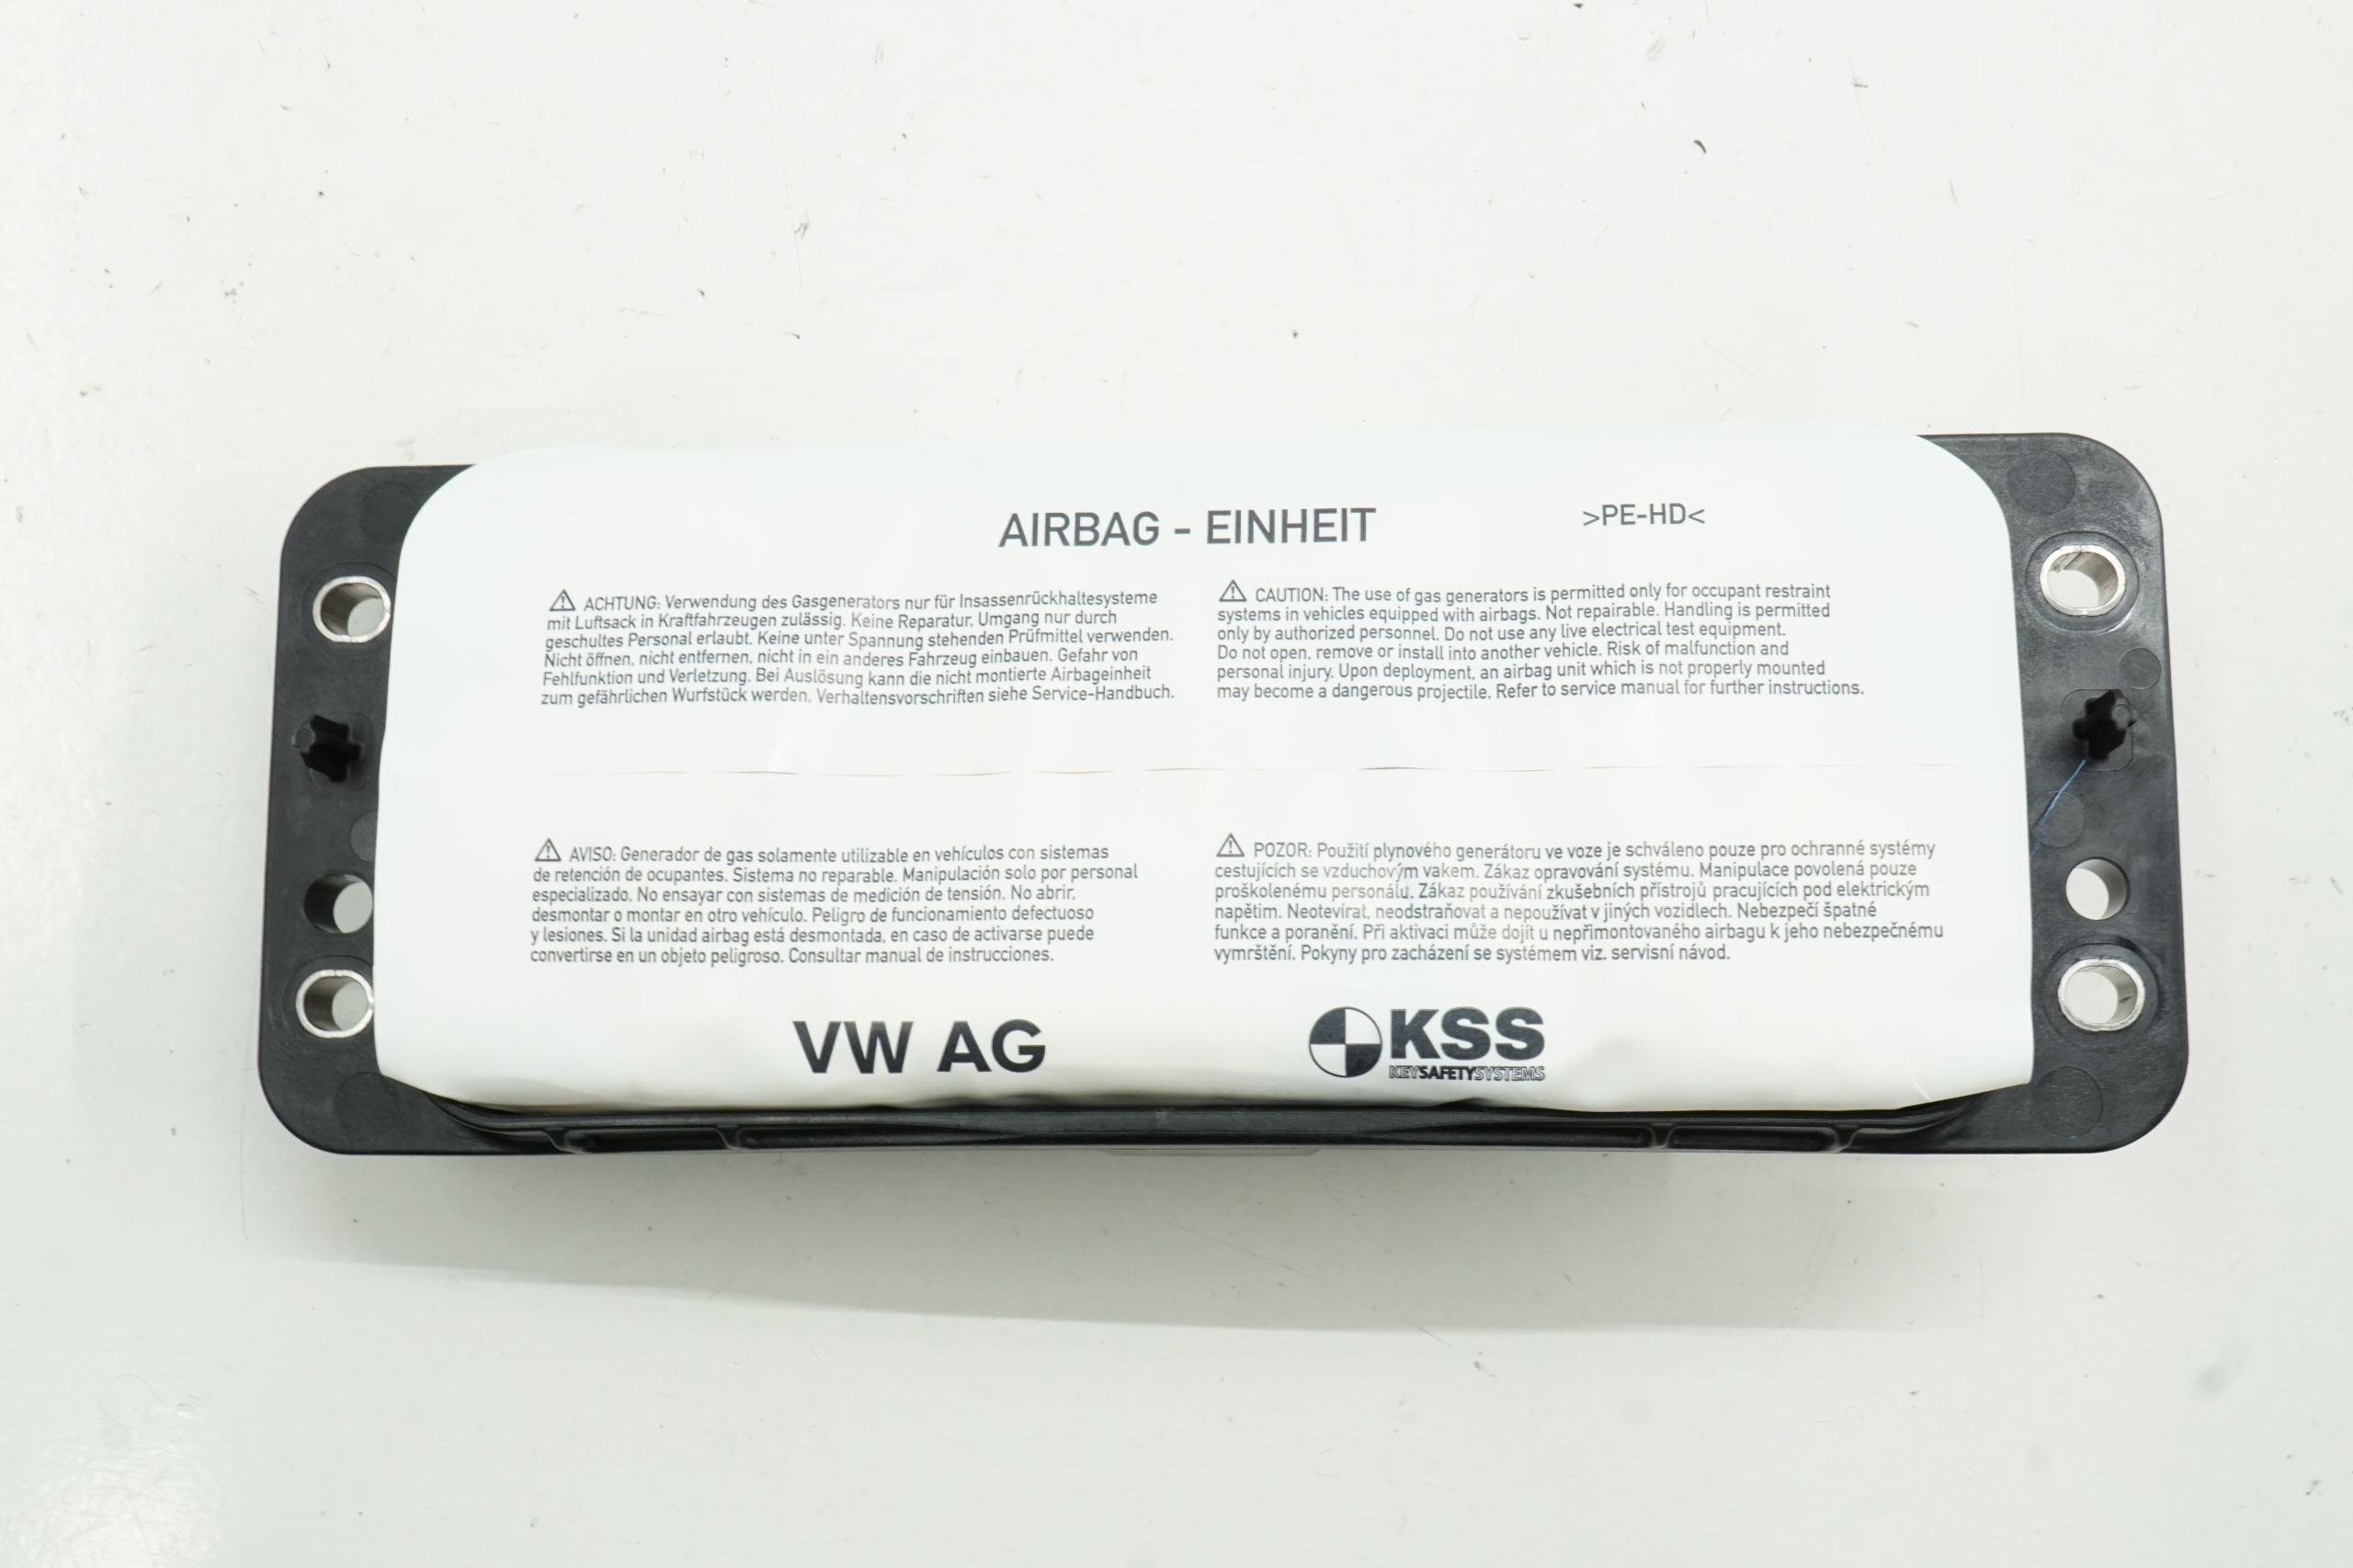 AIRBAG - EINHEIT
>PE-HD<
ACHTUNG: Verwendung des Gasgenerators nur für Insassenrückhaltesysteme
mit Luftsack in Kraftfahrzeugen zulässig. Keine Reparatur. Umgang nur durch
geschultes Personal erlaubt. Keine unter Spannung stehenden Prüfmittel verwenden.
Nicht öffnen, nicht entfernen, nicht in ein anderes Fahrzeug einbauen. Gefahr von
Fehlfunktion und Verletzung. Bei Auslösung kann die nicht montierte Airbageinheit
zum gefährlichen Wurfstück werden. Verhaltensvorschriften siehe Service-Handbuch.
CAUTION: The use of gas generators is permitted only for occupant restraint
systems in vehicles equipped with airbags. Not repairable. Handling is permitted
only by authorized personnel. Do not use any live electrical test equipment.
Do not open, remove or install into another vehicle. Risk of malfunction and
personal injury. Upon deployment, an airbag unit which is not properly mounted
may become a dangerous projectile. Refer to service manual for further instructions.
AVISO: Generador de gas solamente utilizable en vehículos con sistemas
de retención de ocupantes. Sistema no reparable. Manipulación solo por personal
especializado. No ensayar con sistemas de medición de tensión. No abrir,
desmontar o montar en otro vehículo. Peligro de funcionamiento defectuoso
y lesiones. Si la unidad airbag está desmontada, en caso de activarse puede
convertirse en un objeto peligroso. Consultar manual de instrucciones.
POZOR: Použití plynového generátoru ve voze je schváleno pouze pro ochranné systémy
cestujících se vzduchovým vakem. Zákaz opravování systému. Manipulace povolená pouze
proškolenému personálu. Zákaz používání zkušebních přístrojů pracujících pod elektrickým
napětim. Neotevírat, neodstraňovat a nepoužívat v jiných vozidlech. Nebezpečí špatné
funkce a poranění. Při aktivaci může dojít u nepřimontovaného airbagu k jeho nebezpečnému
vymrštění. Pokyny pro zacházení se systémem viz. servisní návod.
VW AG
KSS
KEYSAFETYSYSTEMS